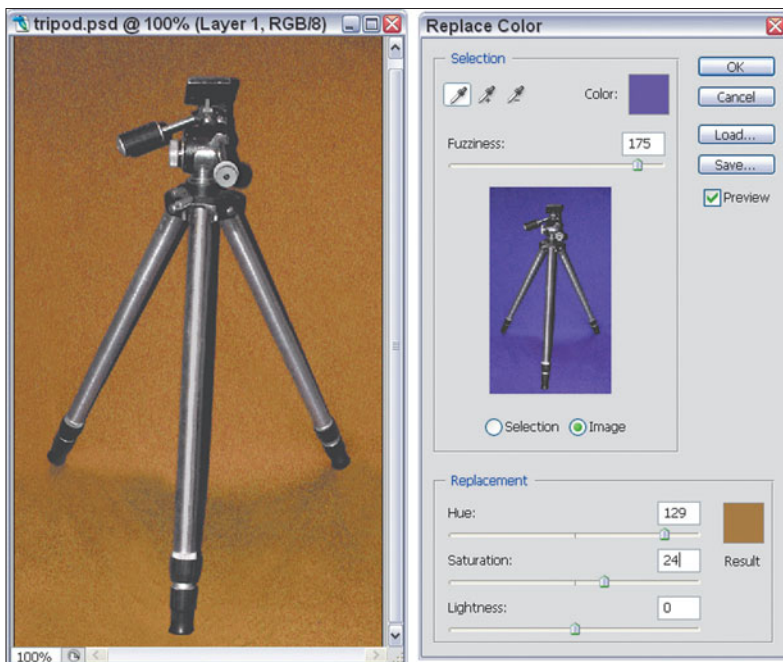 tripod.psd @ 100% (Layer 1, RGB/8)
100%
Replace Color
Selection
Color:
Fuzziness:
175
Selection
Image
OK
Cancel
Load...
Save...
Preview
Replacement
Hue:
129
Saturation:
24
Result
Lightness:
0